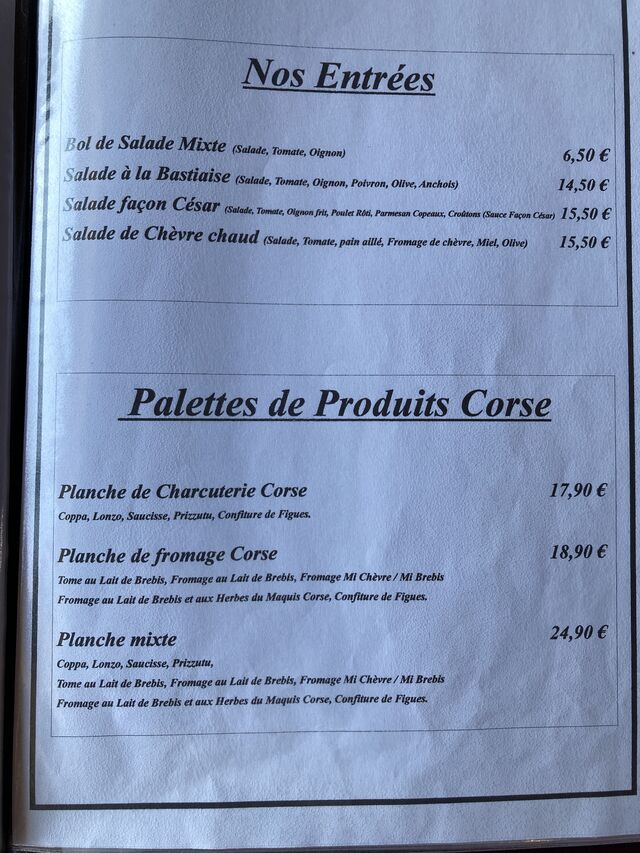 Nos Entrées
Bol de Salade Mixte (Salade, Tomate, Oignon) 6,50 €
Salade à la Bastiaise (Salade, Tomate, Oignon, Poivron, Olive, Anchois) 14,50 €
Salade façon César (Salade, Tomate, Oignon frit, Poulet Rôti, Parmesan Copeaux, Croûtons (Sauce Façon César) 15,50 €
Salade de Chèvre chaud (Salade, Tomate, pain aillé, Fromage de chèvre, Miel, Olive) 15,50 €
Palettes de Produits Corse
Planche de Charcuterie Corse 17,90 €
Coppa, Lonzo, Saucisse, Prizzutu, Confiture de Figues.
Planche de fromage Corse 18,90 €
Tome au Lait de Brebis, Fromage au Lait de Brebis, Fromage Mi Chèvre / Mi Brebis
Fromage au Lait de Brebis et aux Herbes du Maquis Corse, Confiture de Figues.
Planche mixte 24,90 €
Coppa, Lonzo, Saucisse, Prizzutu,
Tome au Lait de Brebis, Fromage au Lait de Brebis, Fromage Mi Chèvre / Mi Brebis
Fromage au Lait de Brebis et aux Herbes du Maquis Corse, Confiture de Figues.